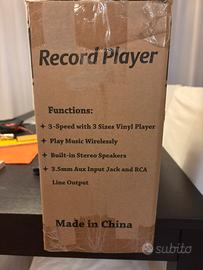 Record Player
Functions:
3-Speed with 3 Sizes Vinyl Player
Play Music Wirelessly
Built-in Stereo Speakers
3.5mm Aux Input Jack and RCA
Line Output
Made in China
subito